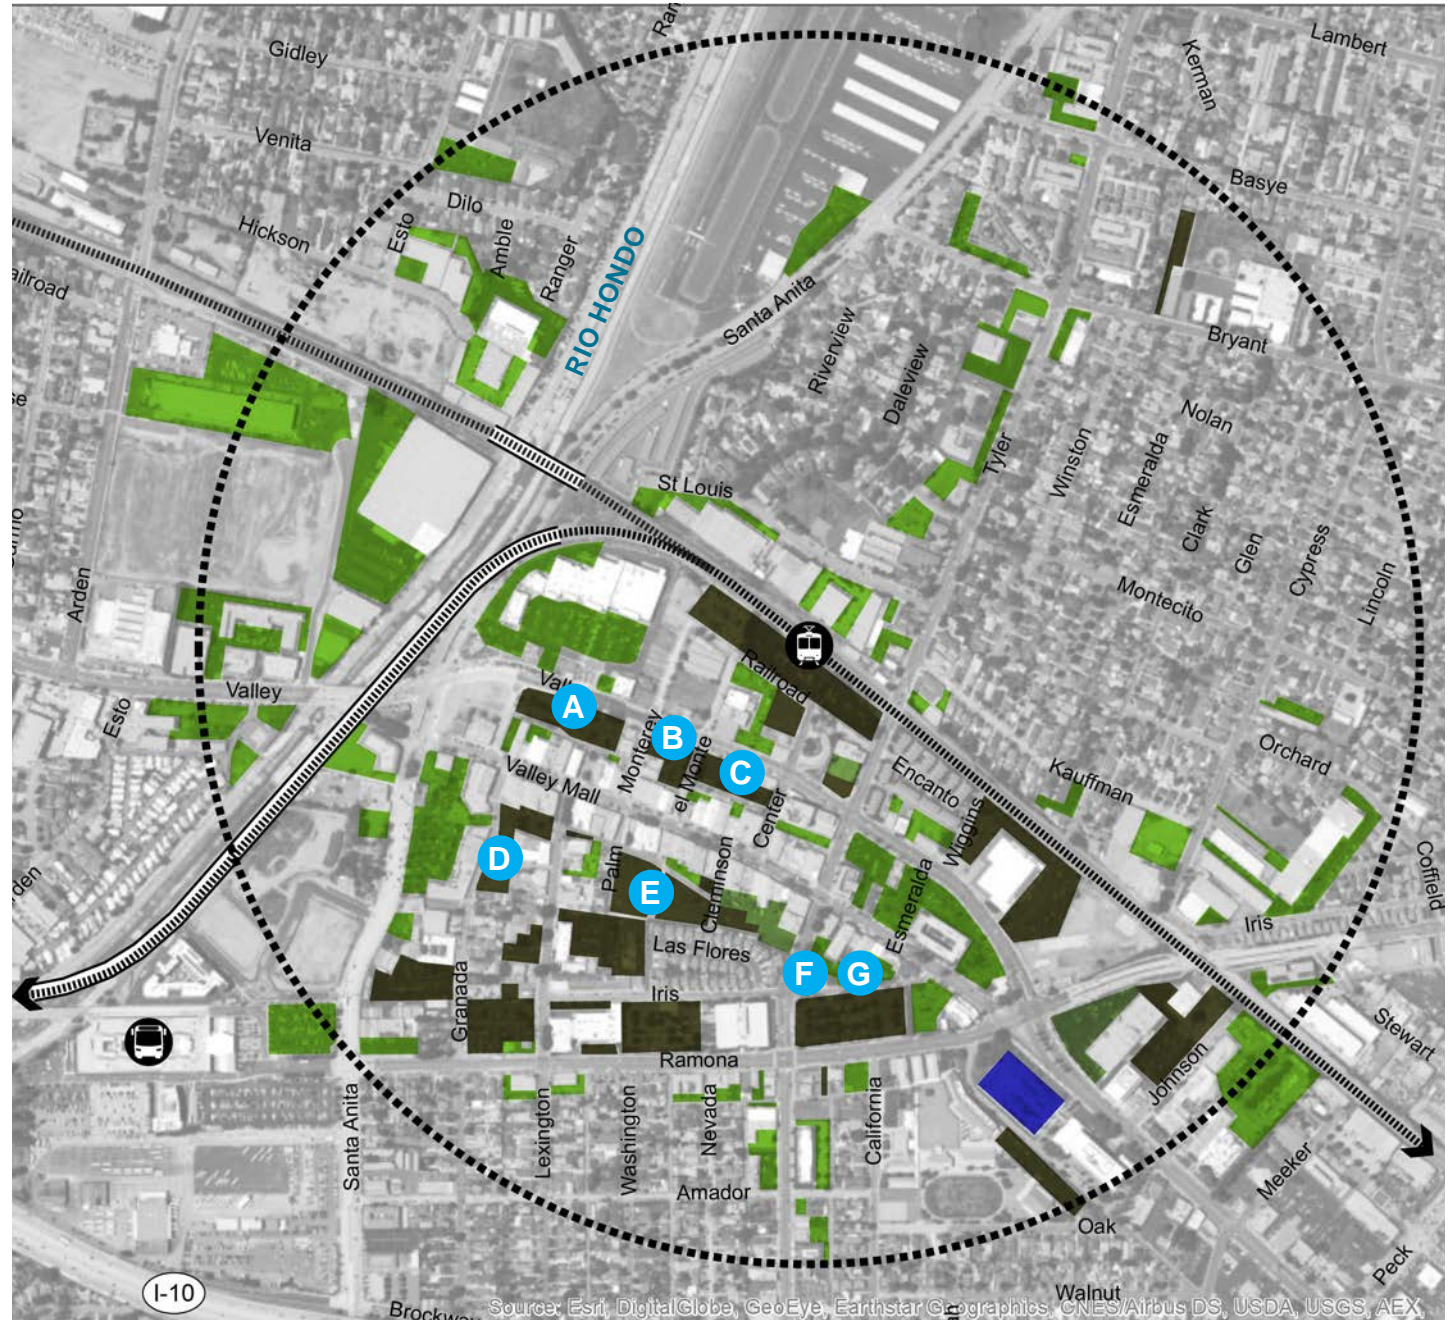 Lambert
Gidley
Kerman
Venita
Basye
Dilo
Esto
Hickson
Amble
Ranger
RIO HONDO
Santa Anita
Riverview
Daleview
Bryant
Nolan
Tyler
Winston
Esmeralda
St Louis
Clark
Glen
Cypress
Lincoln
Montecito
Arden
Railroad
Valley
Esto
A
B
C
Monterey
el Monte
Valley Mall
Center
Encanto
Kauffman
Orchard
Wiggins
D
Palm
E
Cleminson
Esmeralda
Coffield
Iris
Las Flores
F
G
Granada
Iris
Stewart
Ramona
Johnson
Santa Anita
Lexington
Washington
Nevada
California
Amador
Meeker
Oak
Peck
I-10
Walnut
Source: Esri, DigitalGlobe, GeoEye, Earthstar Geographics, CNES/Airbus DS, USDA, USGS, AEX,